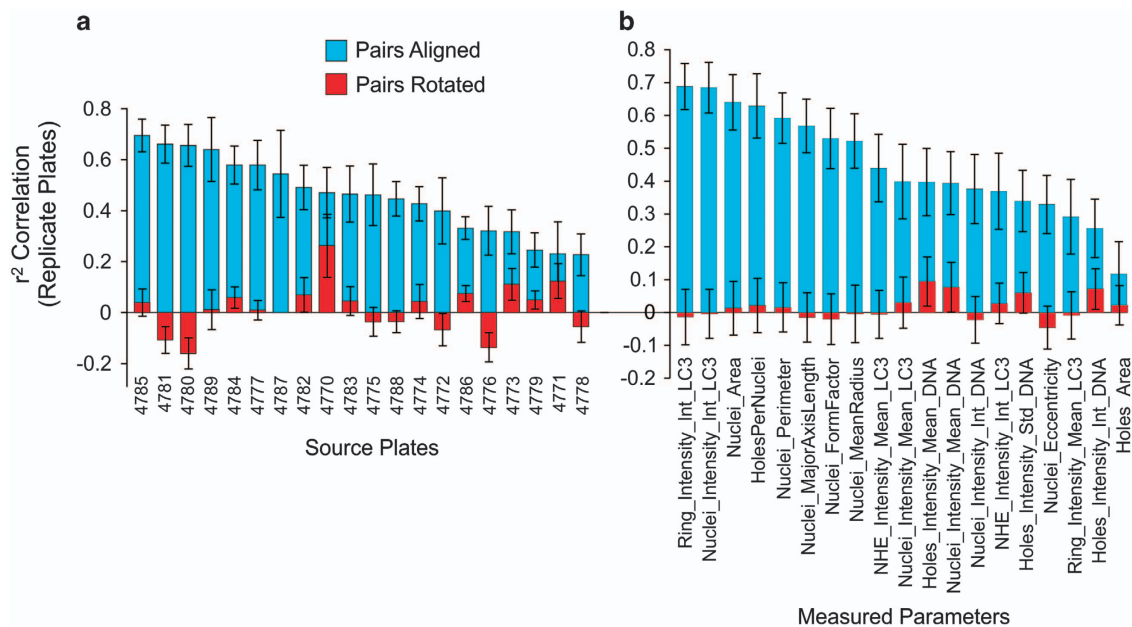 a
Pairs Aligned
Pairs Rotated
r² Correlation
(Replicate Plates)
0.8
0.6
0.4
0.2
0
-0.2
4785
4781
4780
4789
4784
4777
4787
4782
4770
4783
4775
4788
4774
4772
4786
4776
4773
4779
4771
4778
Source Plates
b
0.8
0.7
0.6
0.5
0.4
0.3
0.2
0.1
0
-0.1
-0.2
Ring_Intensity_Int_LC3
Nuclei_Intensity_Int_LC3
Nuclei_Area
HolesPerNuclei
Nuclei_Perimeter
Nuclei_MajorAxisLength
Nuclei_FormFactor
Nuclei_MeanRadius
NHE_Intensity_Mean_LC3
Nuclei_Intensity_Mean_LC3
Holes_Intensity_Mean_DNA
Nuclei_Intensity_Mean_DNA
Nuclei_Intensity_Int_DNA
NHE_Intensity_Int_LC3
Holes_Intensity_Std_DNA
Nuclei_Eccentricity
Ring_Intensity_Mean_LC3
Holes_Intensity_Int_DNA
Holes_Area
Measured Parameters